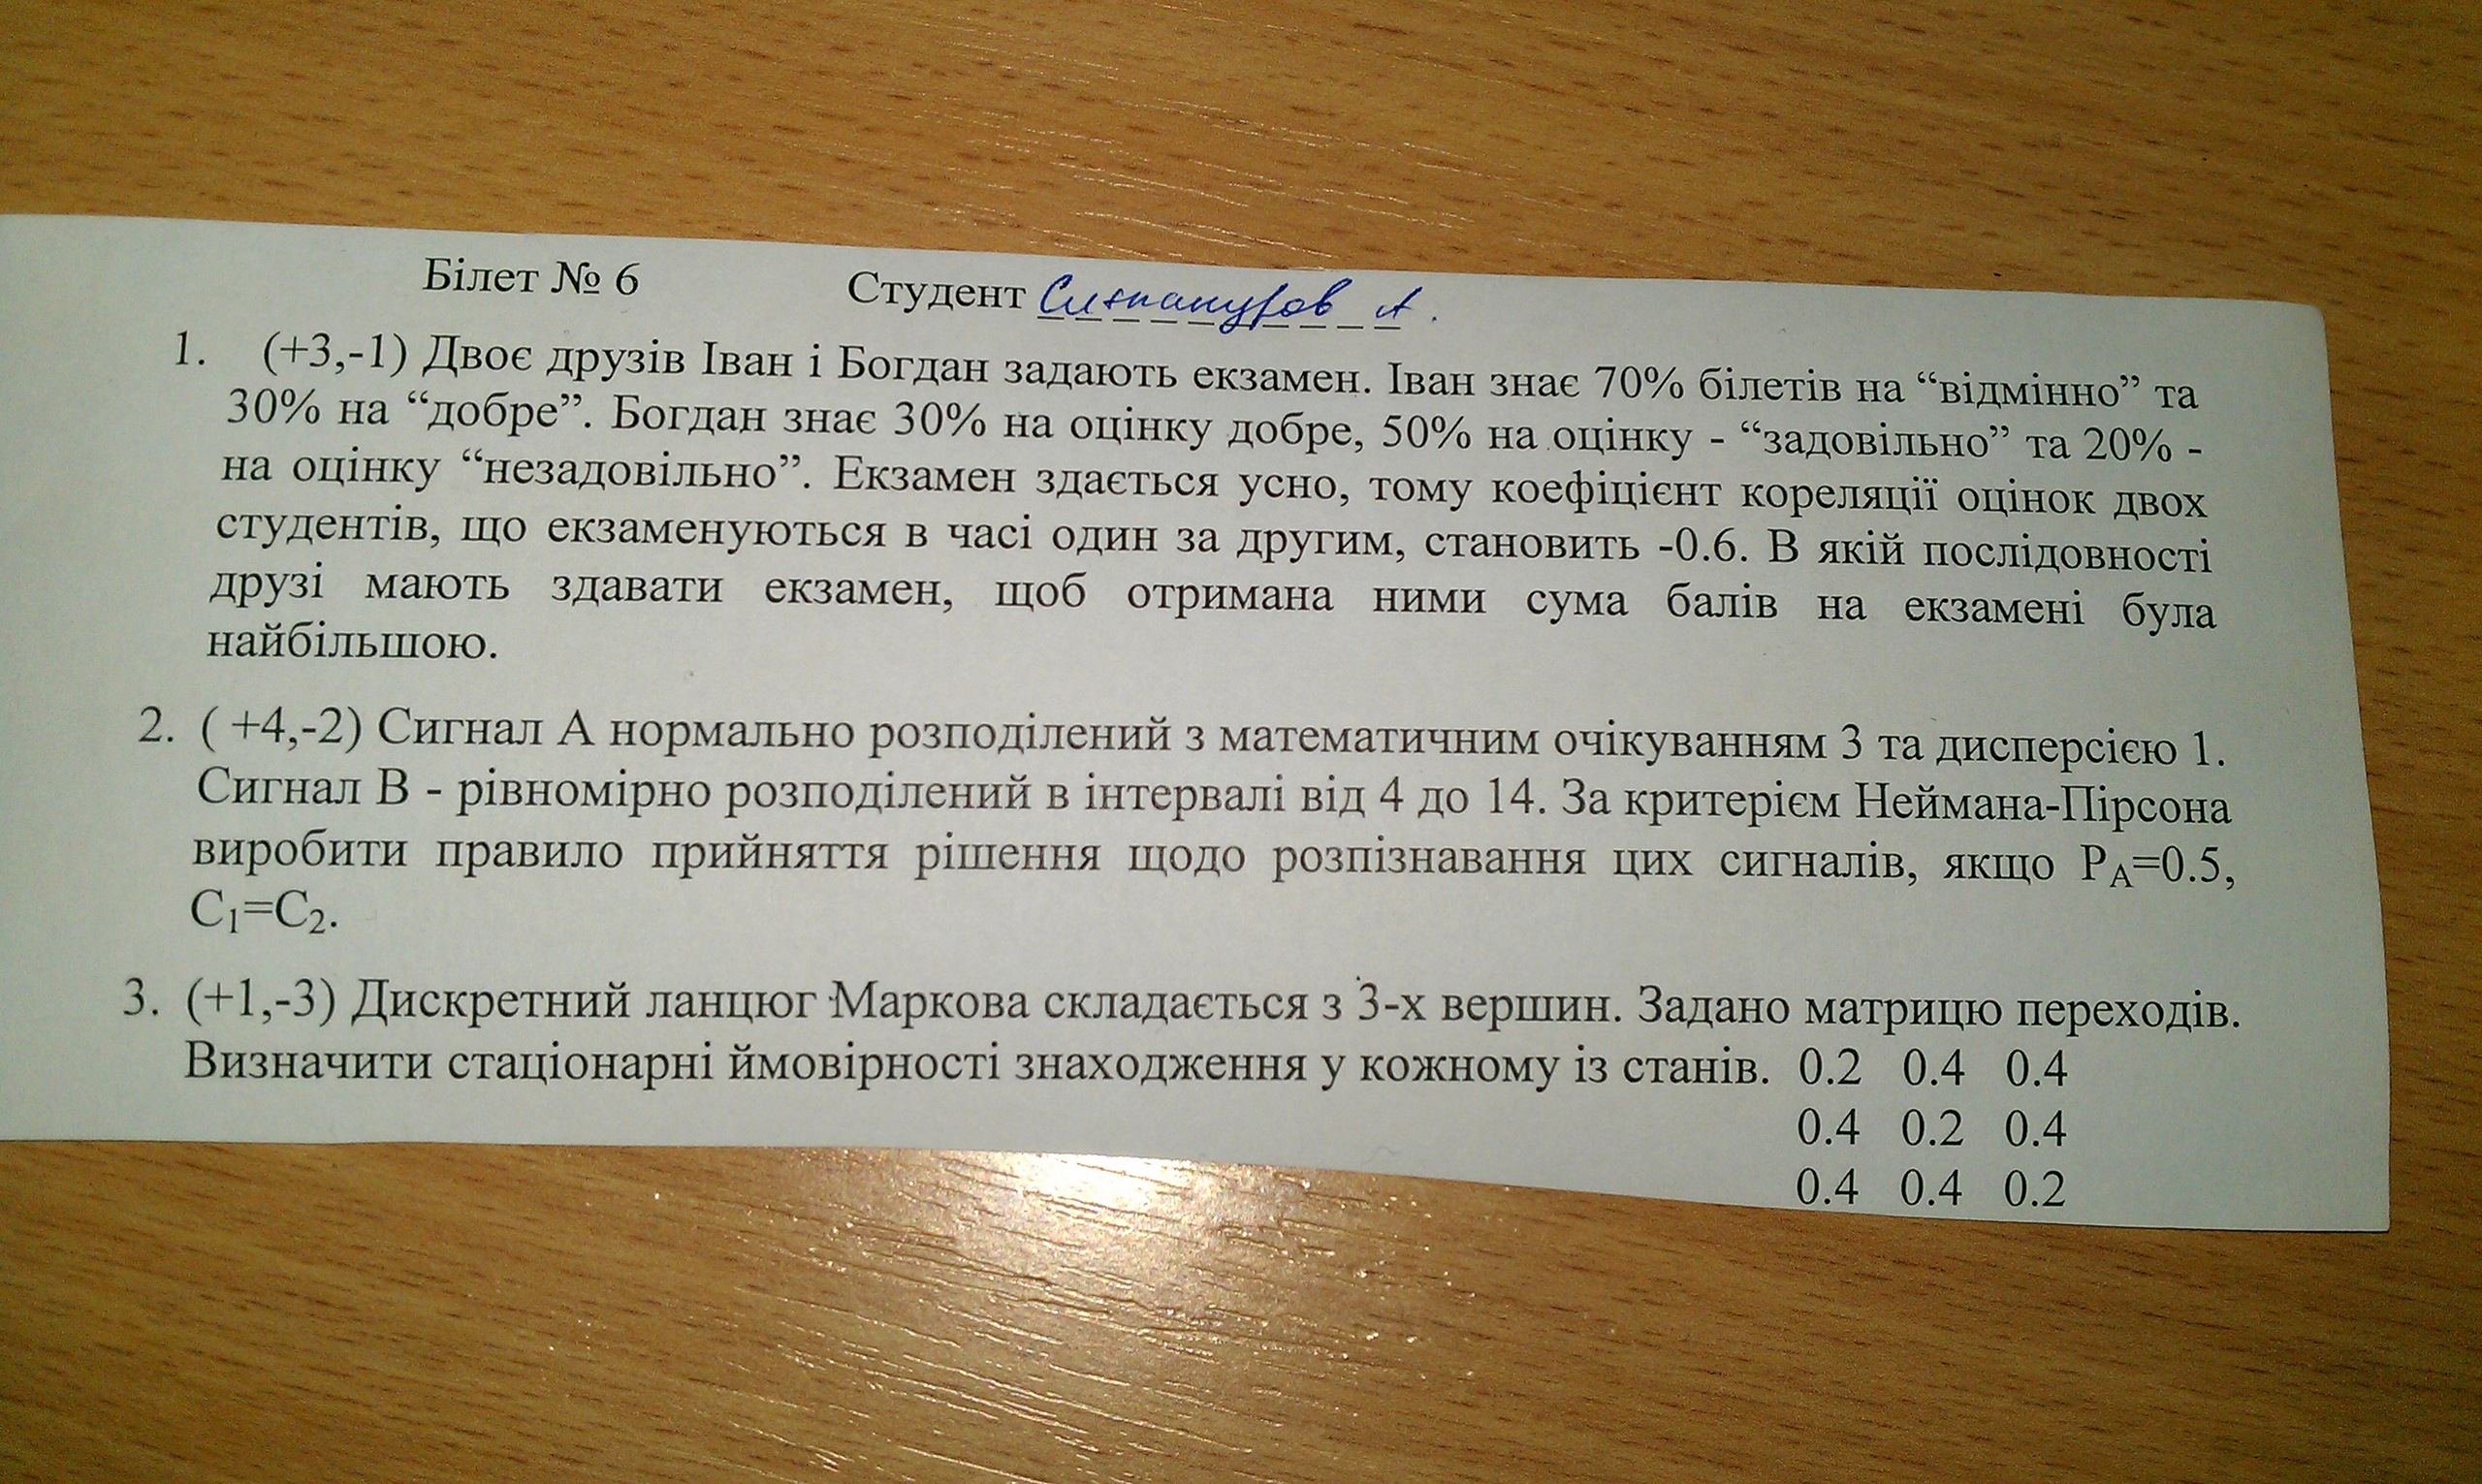 Білет № 6 Студент
1. (+3,-1) Двоє друзів Іван і Богдан задають екзамен. Іван знає 70% білетів на “відмінно” та
30% на “добре”. Богдан знає 30% на оцінку добре, 50% на оцінку - “задовільно” та 20% -
на оцінку “незадовільно”. Екзамен здається усно, тому коефіцієнт кореляції оцінок двох
студентів, що екзаменуються в часі один за другим, становить -0.6. В якій послідовності
друзі мають здавати екзамен, щоб отримана ними сума балів на екзамені була
найбільшою.
2. ( +4,-2) Сигнал А нормально розподілений з математичним очікуванням 3 та дисперсією 1.
Сигнал В - рівномірно розподілений в інтервалі від 4 до 14. За критерієм Неймана-Пірсона
виробити правило прийняття рішення щодо розпізнавання цих сигналів, якщо PA=0.5,
C1=C2.
3. (+1,-3) Дискретний ланцюг Маркова складається з 3-х вершин. Задано матрицю переходів.
Визначити стаціонарні ймовірності знаходження у кожному із станів. 0.2 0.4 0.4
0.4 0.2 0.4
0.4 0.4 0.2